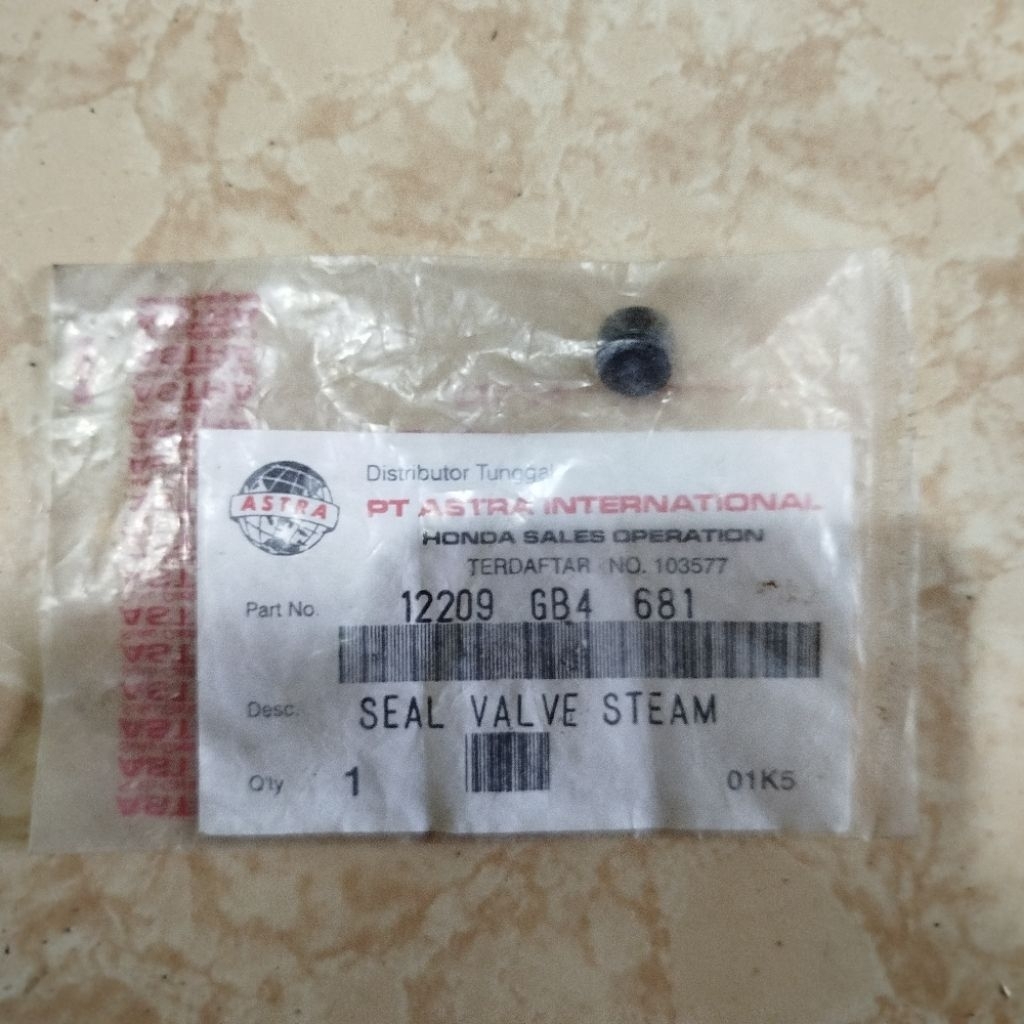 ASTRA
Distributor Tunggal
PT ASTRA INTERNATIONAL
HONDA SALES OPERATION
TERDAFTAR NO. 103577
Part No. 12209 GB4 681
Desc. SEAL VALVE STEAM
Q'ty 1 01K5